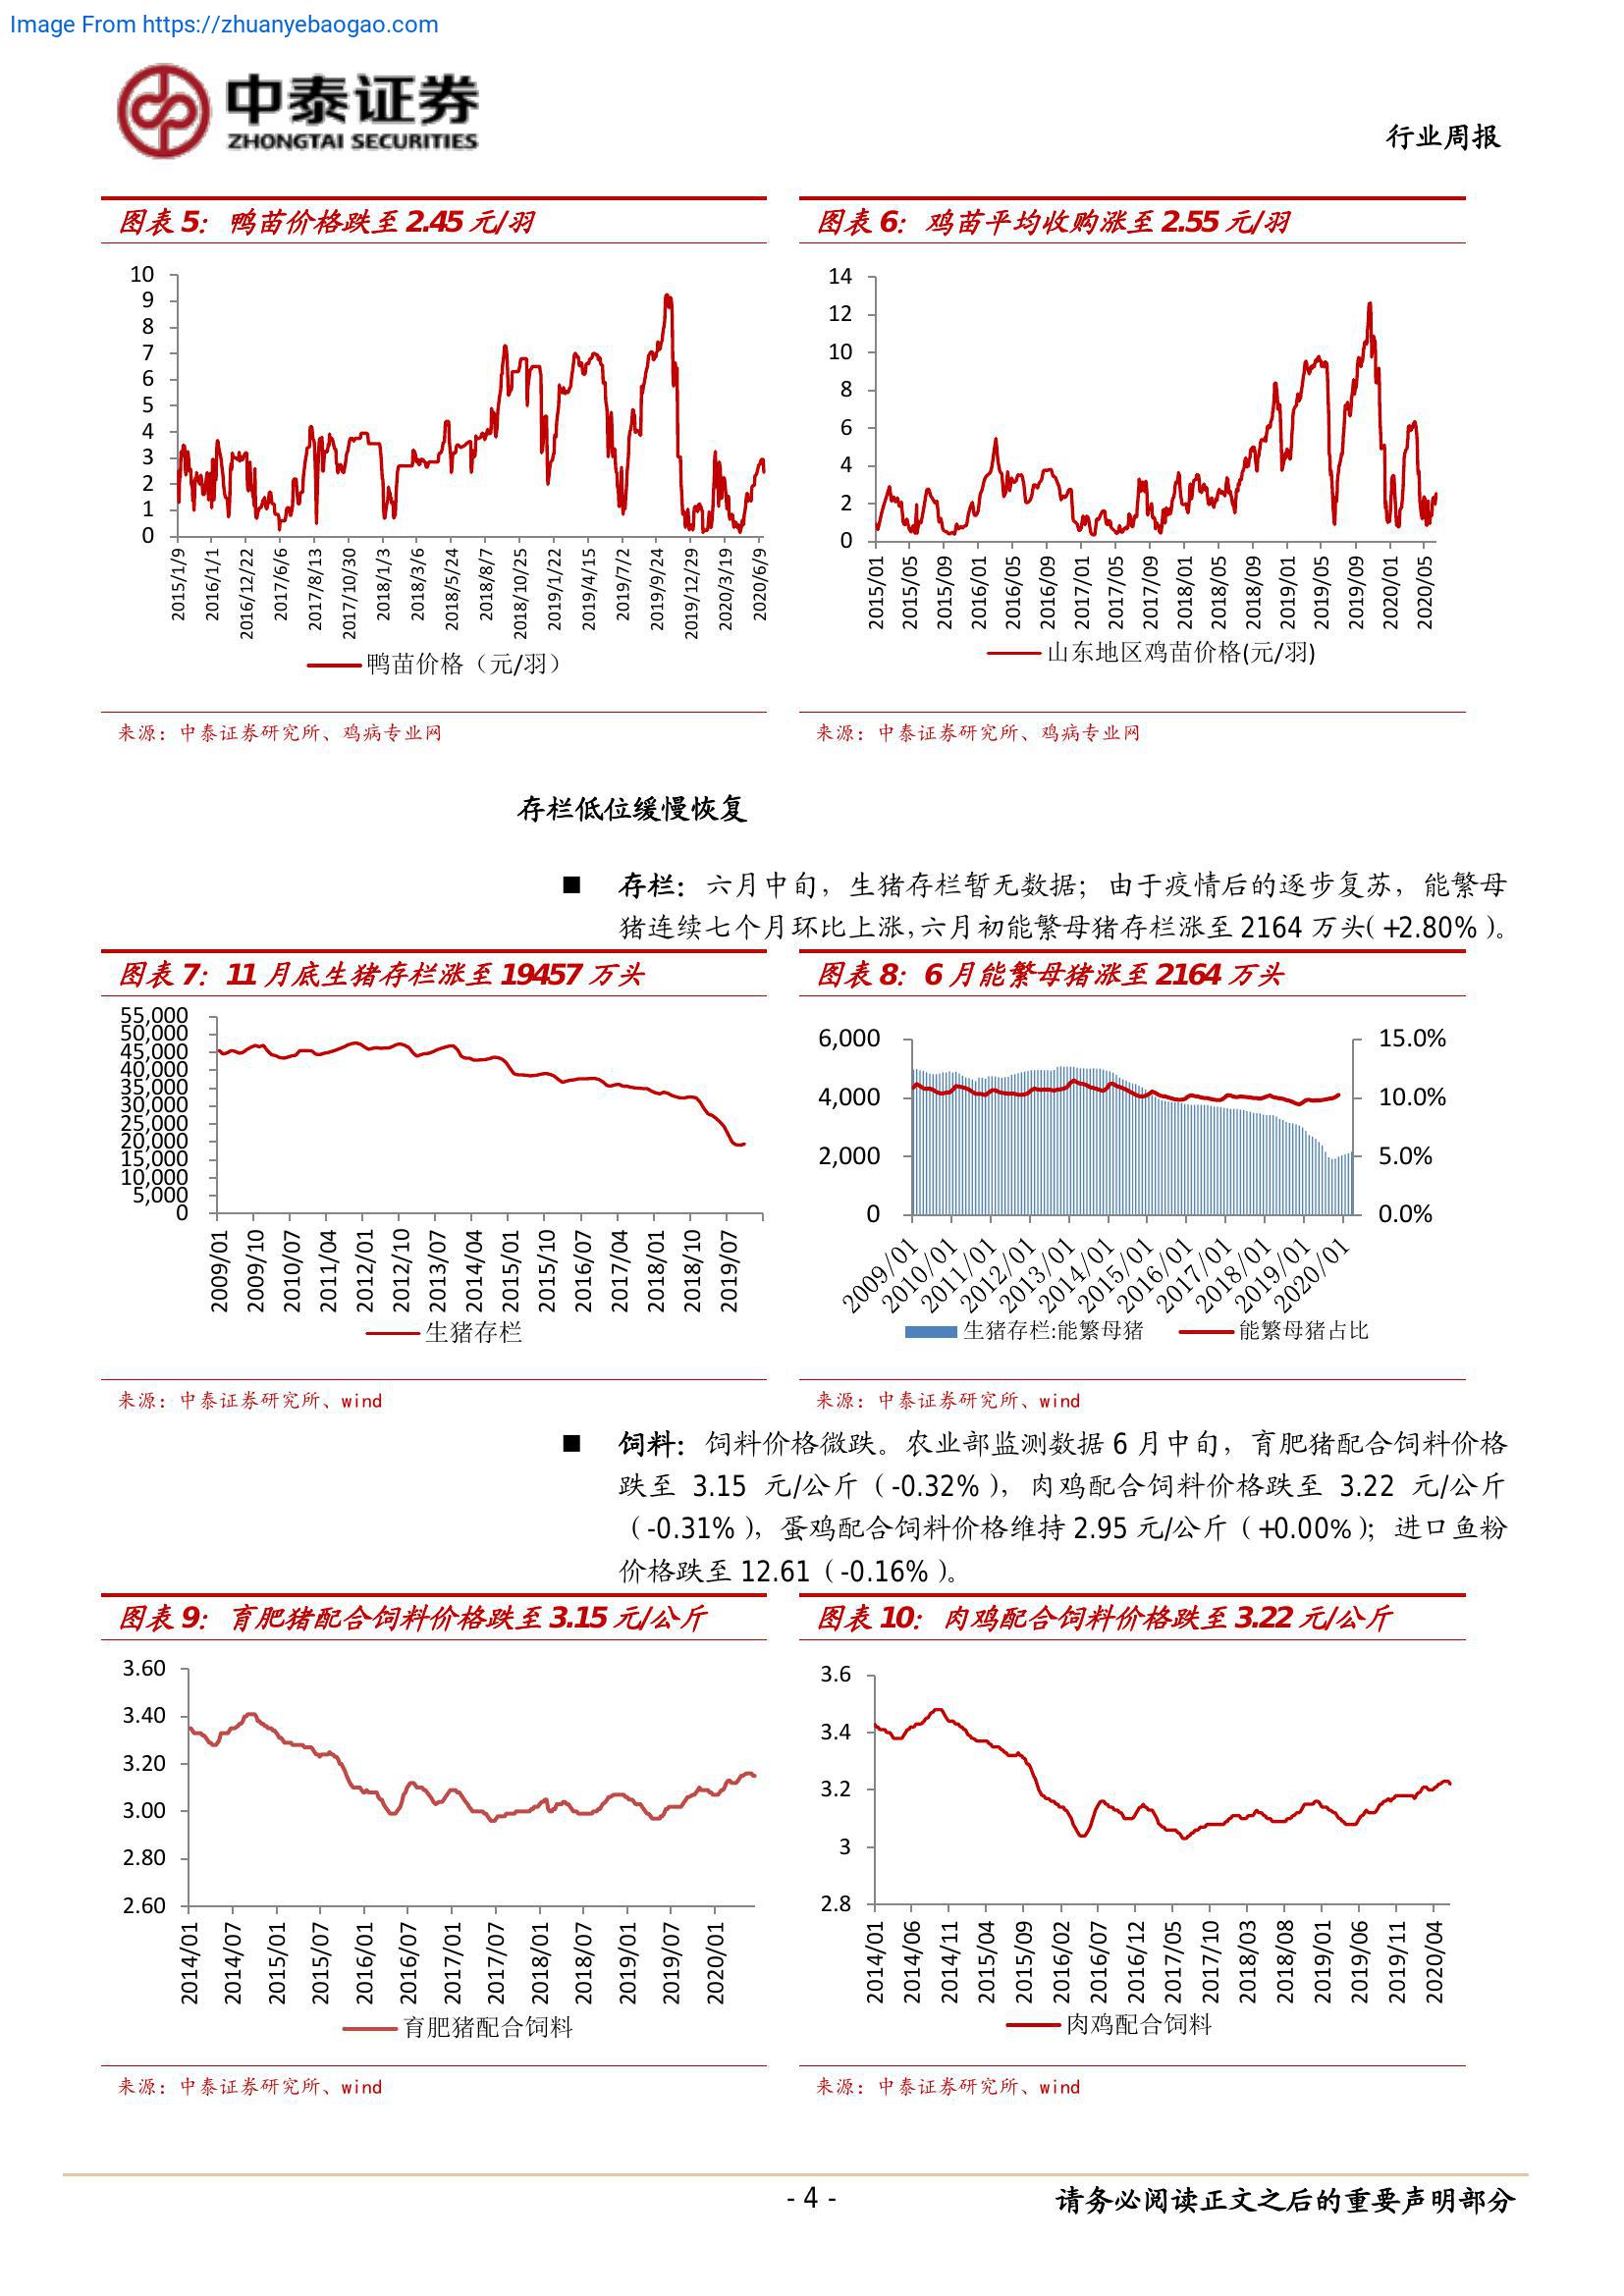 Image From https://zhuanyebaogao.com
中泰证券
ZHONGTAI SECURITIES
行业周报
图表 5：鸭苗价格跌至 2.45 元/羽
10
9
8
7
6
5
4
3
2
1
0
2015/1/9 2016/1/1 2016/12/22 2017/6/6 2017/8/13 2017/10/30 2018/1/3 2018/3/6 2018/5/24 2018/8/7 2018/10/25 2019/1/22 2019/4/15 2019/7/2 2019/9/24 2019/12/29 2020/3/19 2020/6/9
鸭苗价格（元/羽）
来源：中泰证券研究所、鸡病专业网
图表 6：鸡苗平均收购涨至 2.55 元/羽
14
12
10
8
6
4
2
0
2015/01 2015/05 2015/09 2016/01 2016/05 2016/09 2017/01 2017/05 2017/09 2018/01 2018/05 2018/09 2019/01 2019/05 2019/09 2020/01 2020/05
山东地区鸡苗价格(元/羽)
来源：中泰证券研究所、鸡病专业网
存栏低位缓慢恢复
■ 存栏：六月中旬，生猪存栏暂无数据；由于疫情后的逐步复苏，能繁母
猪连续七个月环比上涨，六月初能繁母猪存栏涨至 2164 万头（+2.80%）。
图表 7：11 月底生猪存栏涨至 19457 万头
55,000
50,000
45,000
40,000
35,000
30,000
25,000
20,000
15,000
10,000
5,000
0
2009/01 2009/10 2010/07 2011/04 2012/01 2012/10 2013/07 2014/04 2015/01 2015/10 2016/07 2017/04 2018/01 2018/10 2019/07
生猪存栏
来源：中泰证券研究所、wind
图表 8：6 月能繁母猪涨至 2164 万头
6,000 15.0%
4,000 10.0%
2,000 5.0%
0 0.0%
2009/01 2010/01 2011/01 2012/01 2013/01 2014/01 2015/01 2016/01 2017/01 2018/01 2019/01 2020/01
生猪存栏:能繁母猪 能繁母猪占比
来源：中泰证券研究所、wind
■ 饲料：饲料价格微跌。农业部监测数据 6 月中旬，育肥猪配合饲料价格
跌至 3.15 元/公斤（-0.32%），肉鸡配合饲料价格跌至 3.22 元/公斤
（-0.31%），蛋鸡配合饲料价格维持 2.95 元/公斤（+0.00%）；进口鱼粉
价格跌至 12.61（-0.16%）。
图表 9：育肥猪配合饲料价格跌至 3.15 元/公斤
3.60
3.40
3.20
3.00
2.80
2.60
2014/01 2014/07 2015/01 2015/07 2016/01 2016/07 2017/01 2017/07 2018/01 2018/07 2019/01 2019/07 2020/01
育肥猪配合饲料
来源：中泰证券研究所、wind
图表 10：肉鸡配合饲料价格跌至 3.22 元/公斤
3.6
3.4
3.2
3
2.8
2014/01 2014/06 2014/11 2015/04 2015/09 2016/02 2016/07 2016/12 2017/05 2017/10 2018/03 2018/08 2019/01 2019/06 2019/11 2020/04
肉鸡配合饲料
来源：中泰证券研究所、wind
- 4 -
请务必阅读正文之后的重要声明部分